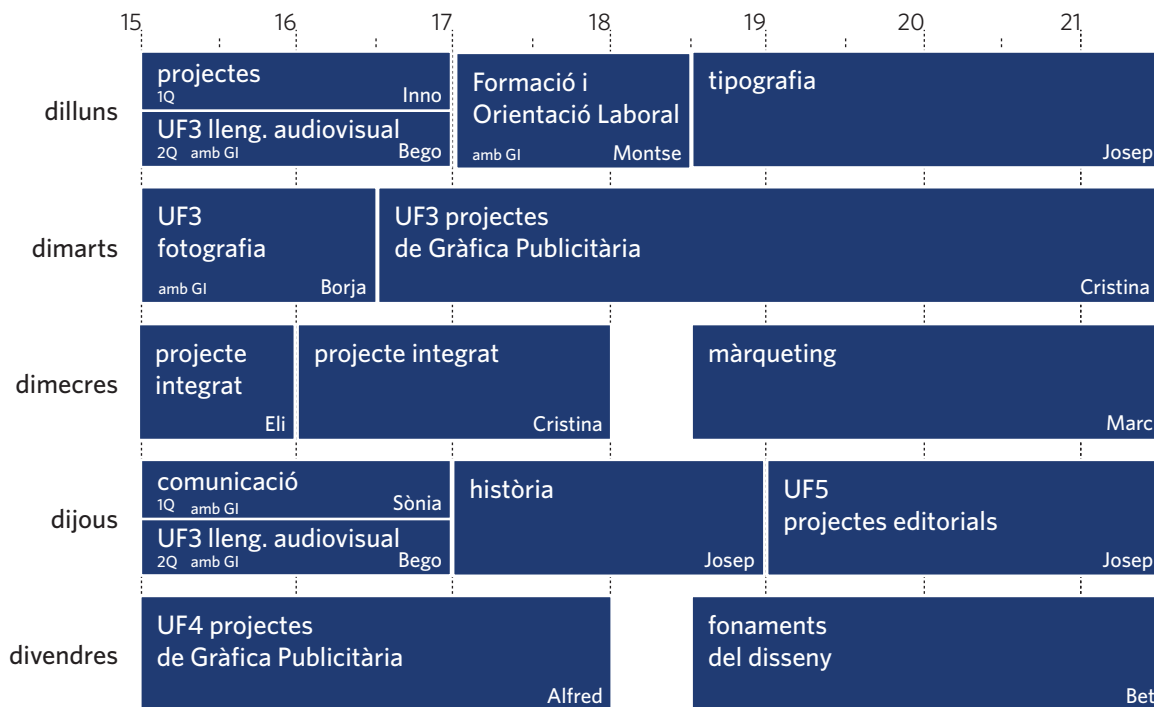 15 16 17 18 19 20 21
dilluns
projectes
1Q Inno
UF3 lleng. audiovisual
2Q amb GI Bego
Formació i
Orientació Laboral
amb GI Montse
tipografia
Josep
dimarts
UF3
fotografia
amb GI Borja
UF3 projectes
de Gràfica Publicitària
Cristina
dimecres
projecte
integrat
Eli
projecte integrat
Cristina
màrqueting
Marc
dijous
comunicació
1Q amb GI Sònia
UF3 lleng. audiovisual
2Q amb GI Bego
història
Josep
UF5
projectes editorials
Josep
divendres
UF4 projectes
de Gràfica Publicitària
Alfred
fonaments
del disseny
Bet